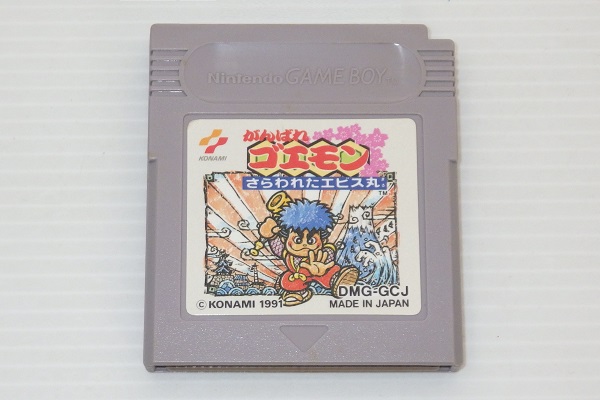 Nintendo GAME BOY
KONAMI
がんばれ
ゴエモン
さらわれたエビス丸
TM
DMG-GCJ
© KONAMI 1991
MADE IN JAPAN